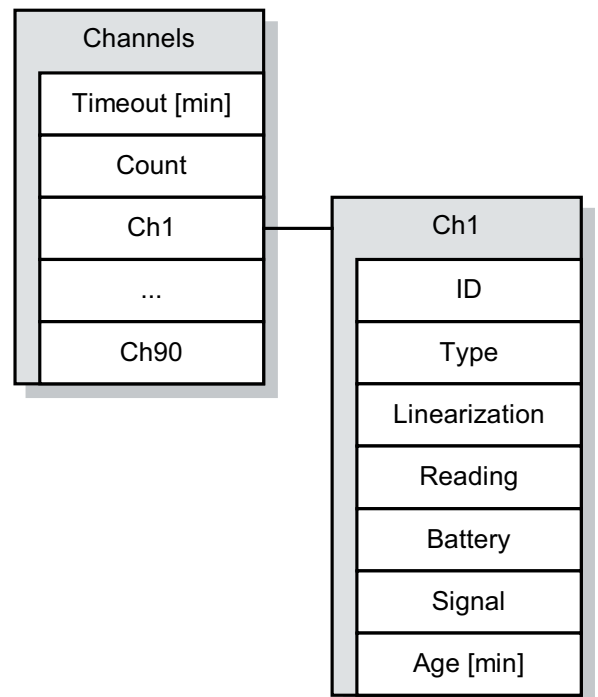 Channels
Timeout [min]
Count
Ch1
...
Ch90
Ch1
ID
Type
Linearization
Reading
Battery
Signal
Age [min]